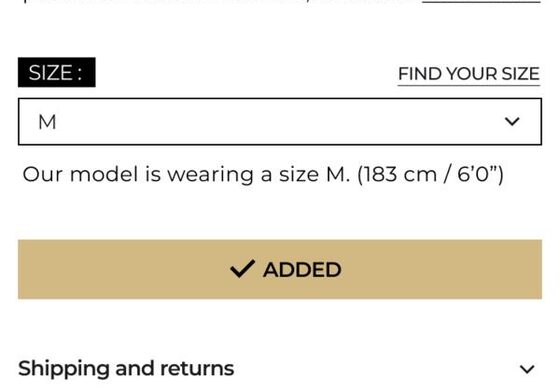 SIZE :
FIND YOUR SIZE
M
Our model is wearing a size M. (183 cm / 6'0”)
ADDED
Shipping and returns